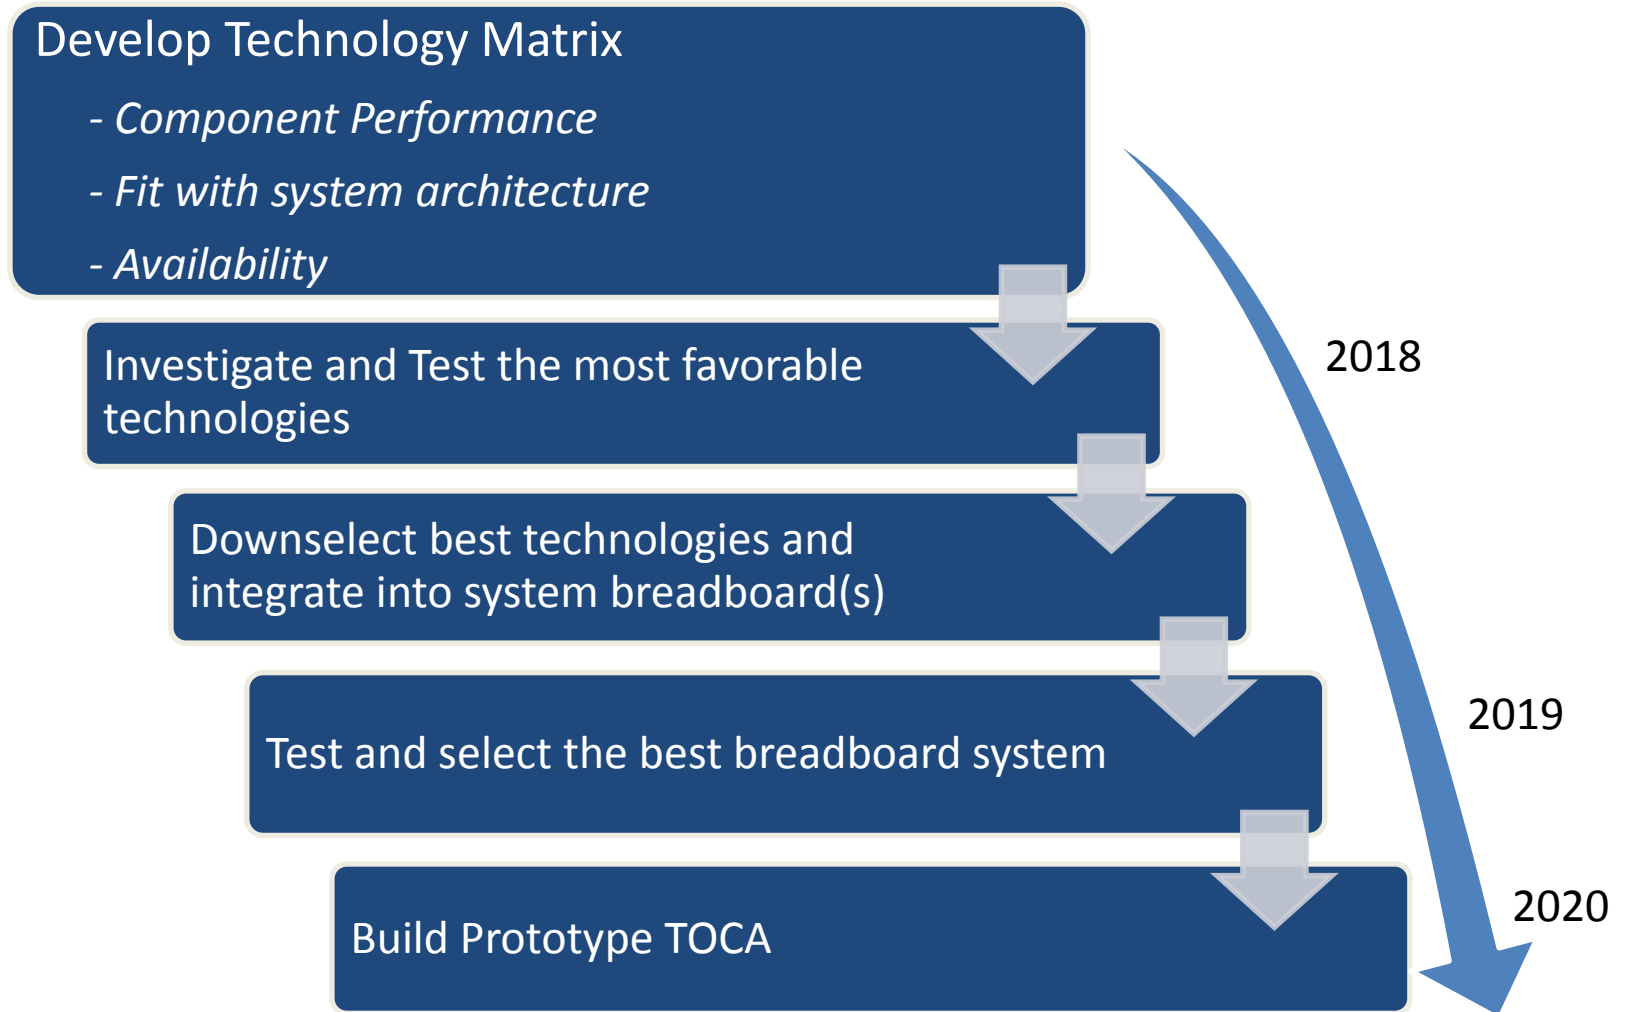 Develop Technology Matrix
- Component Performance
- Fit with system architecture
- Availability
Investigate and Test the most favorable
technologies
Downselect best technologies and
integrate into system breadboard(s)
Test and select the best breadboard system
Build Prototype TOCA
2018
2019
2020